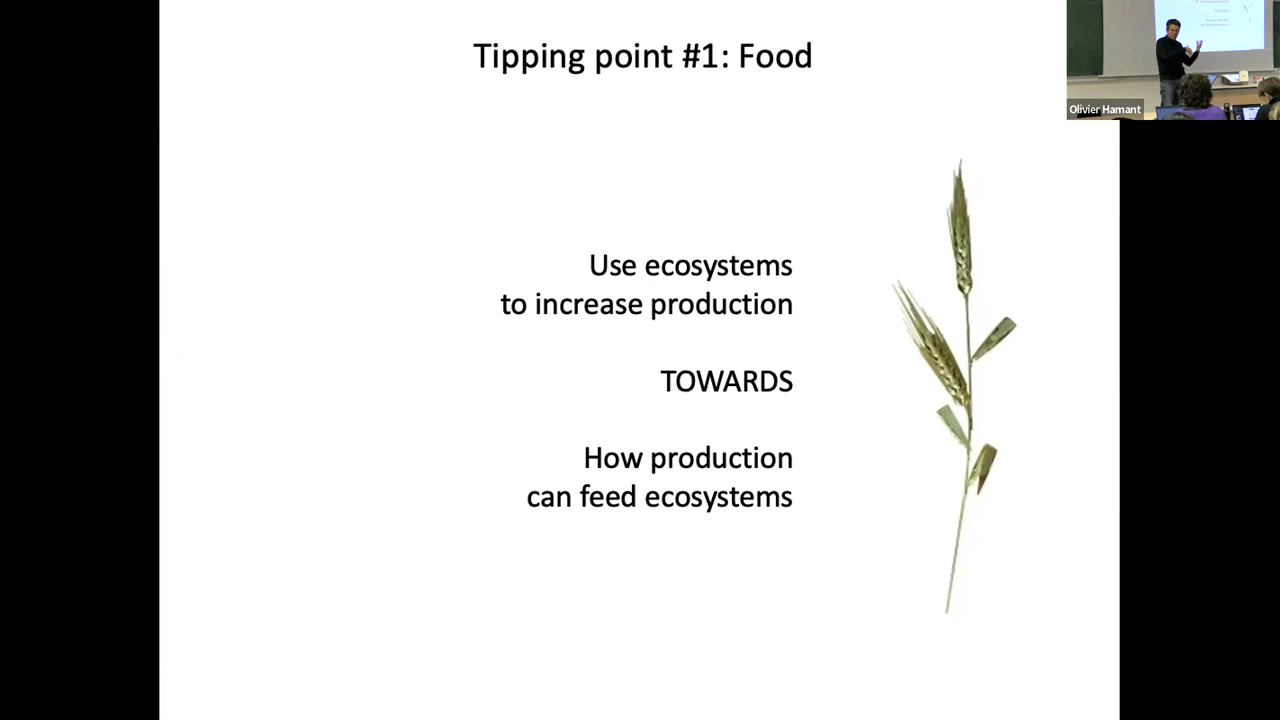 Tipping point #1: Food
Olivier Hamant
Use ecosystems
to increase production
TOWARDS
How production
can feed ecosystems